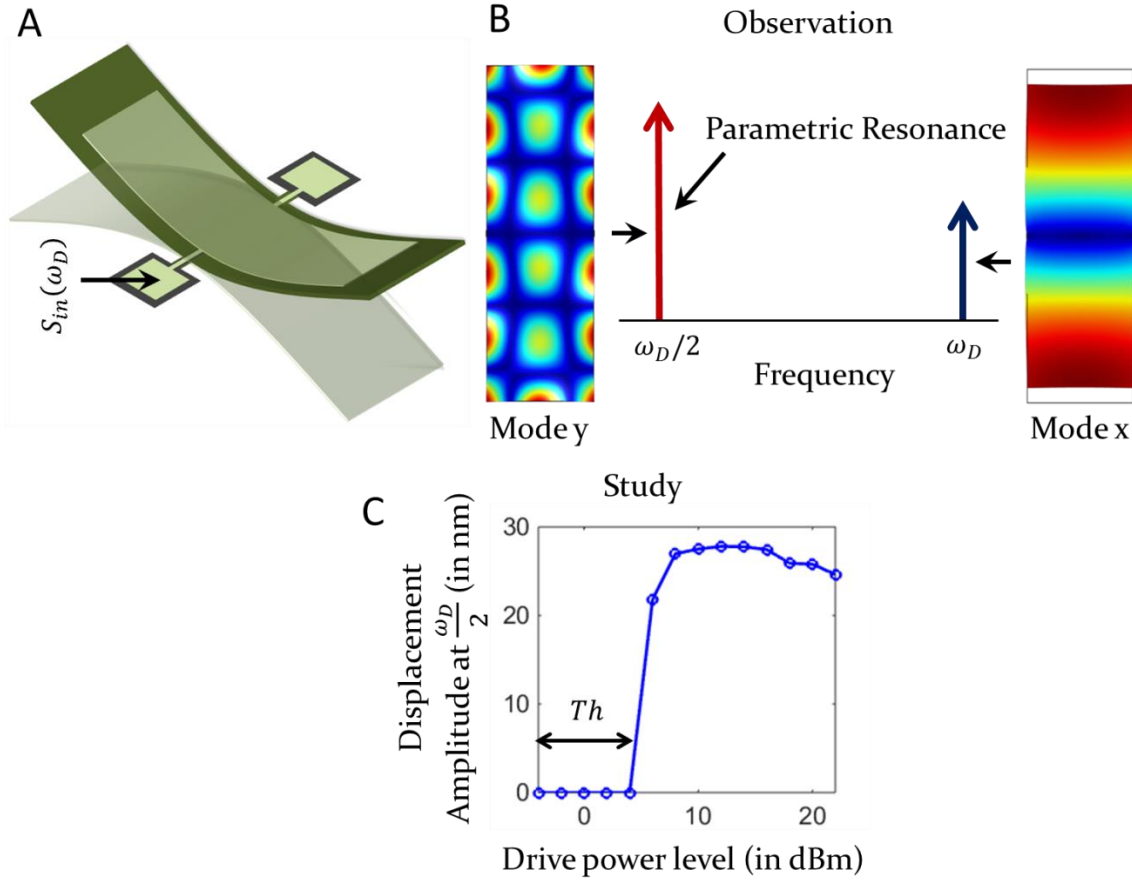 A
S_in(ω_D)
B
Observation
Parametric Resonance
ω_D/2
ω_D
Frequency
Mode y
Mode x
C
Study
Displacement
Amplitude at ω_D/2 (in nm)
30
20
10
0
Th
0
10
20
Drive power level (in dBm)